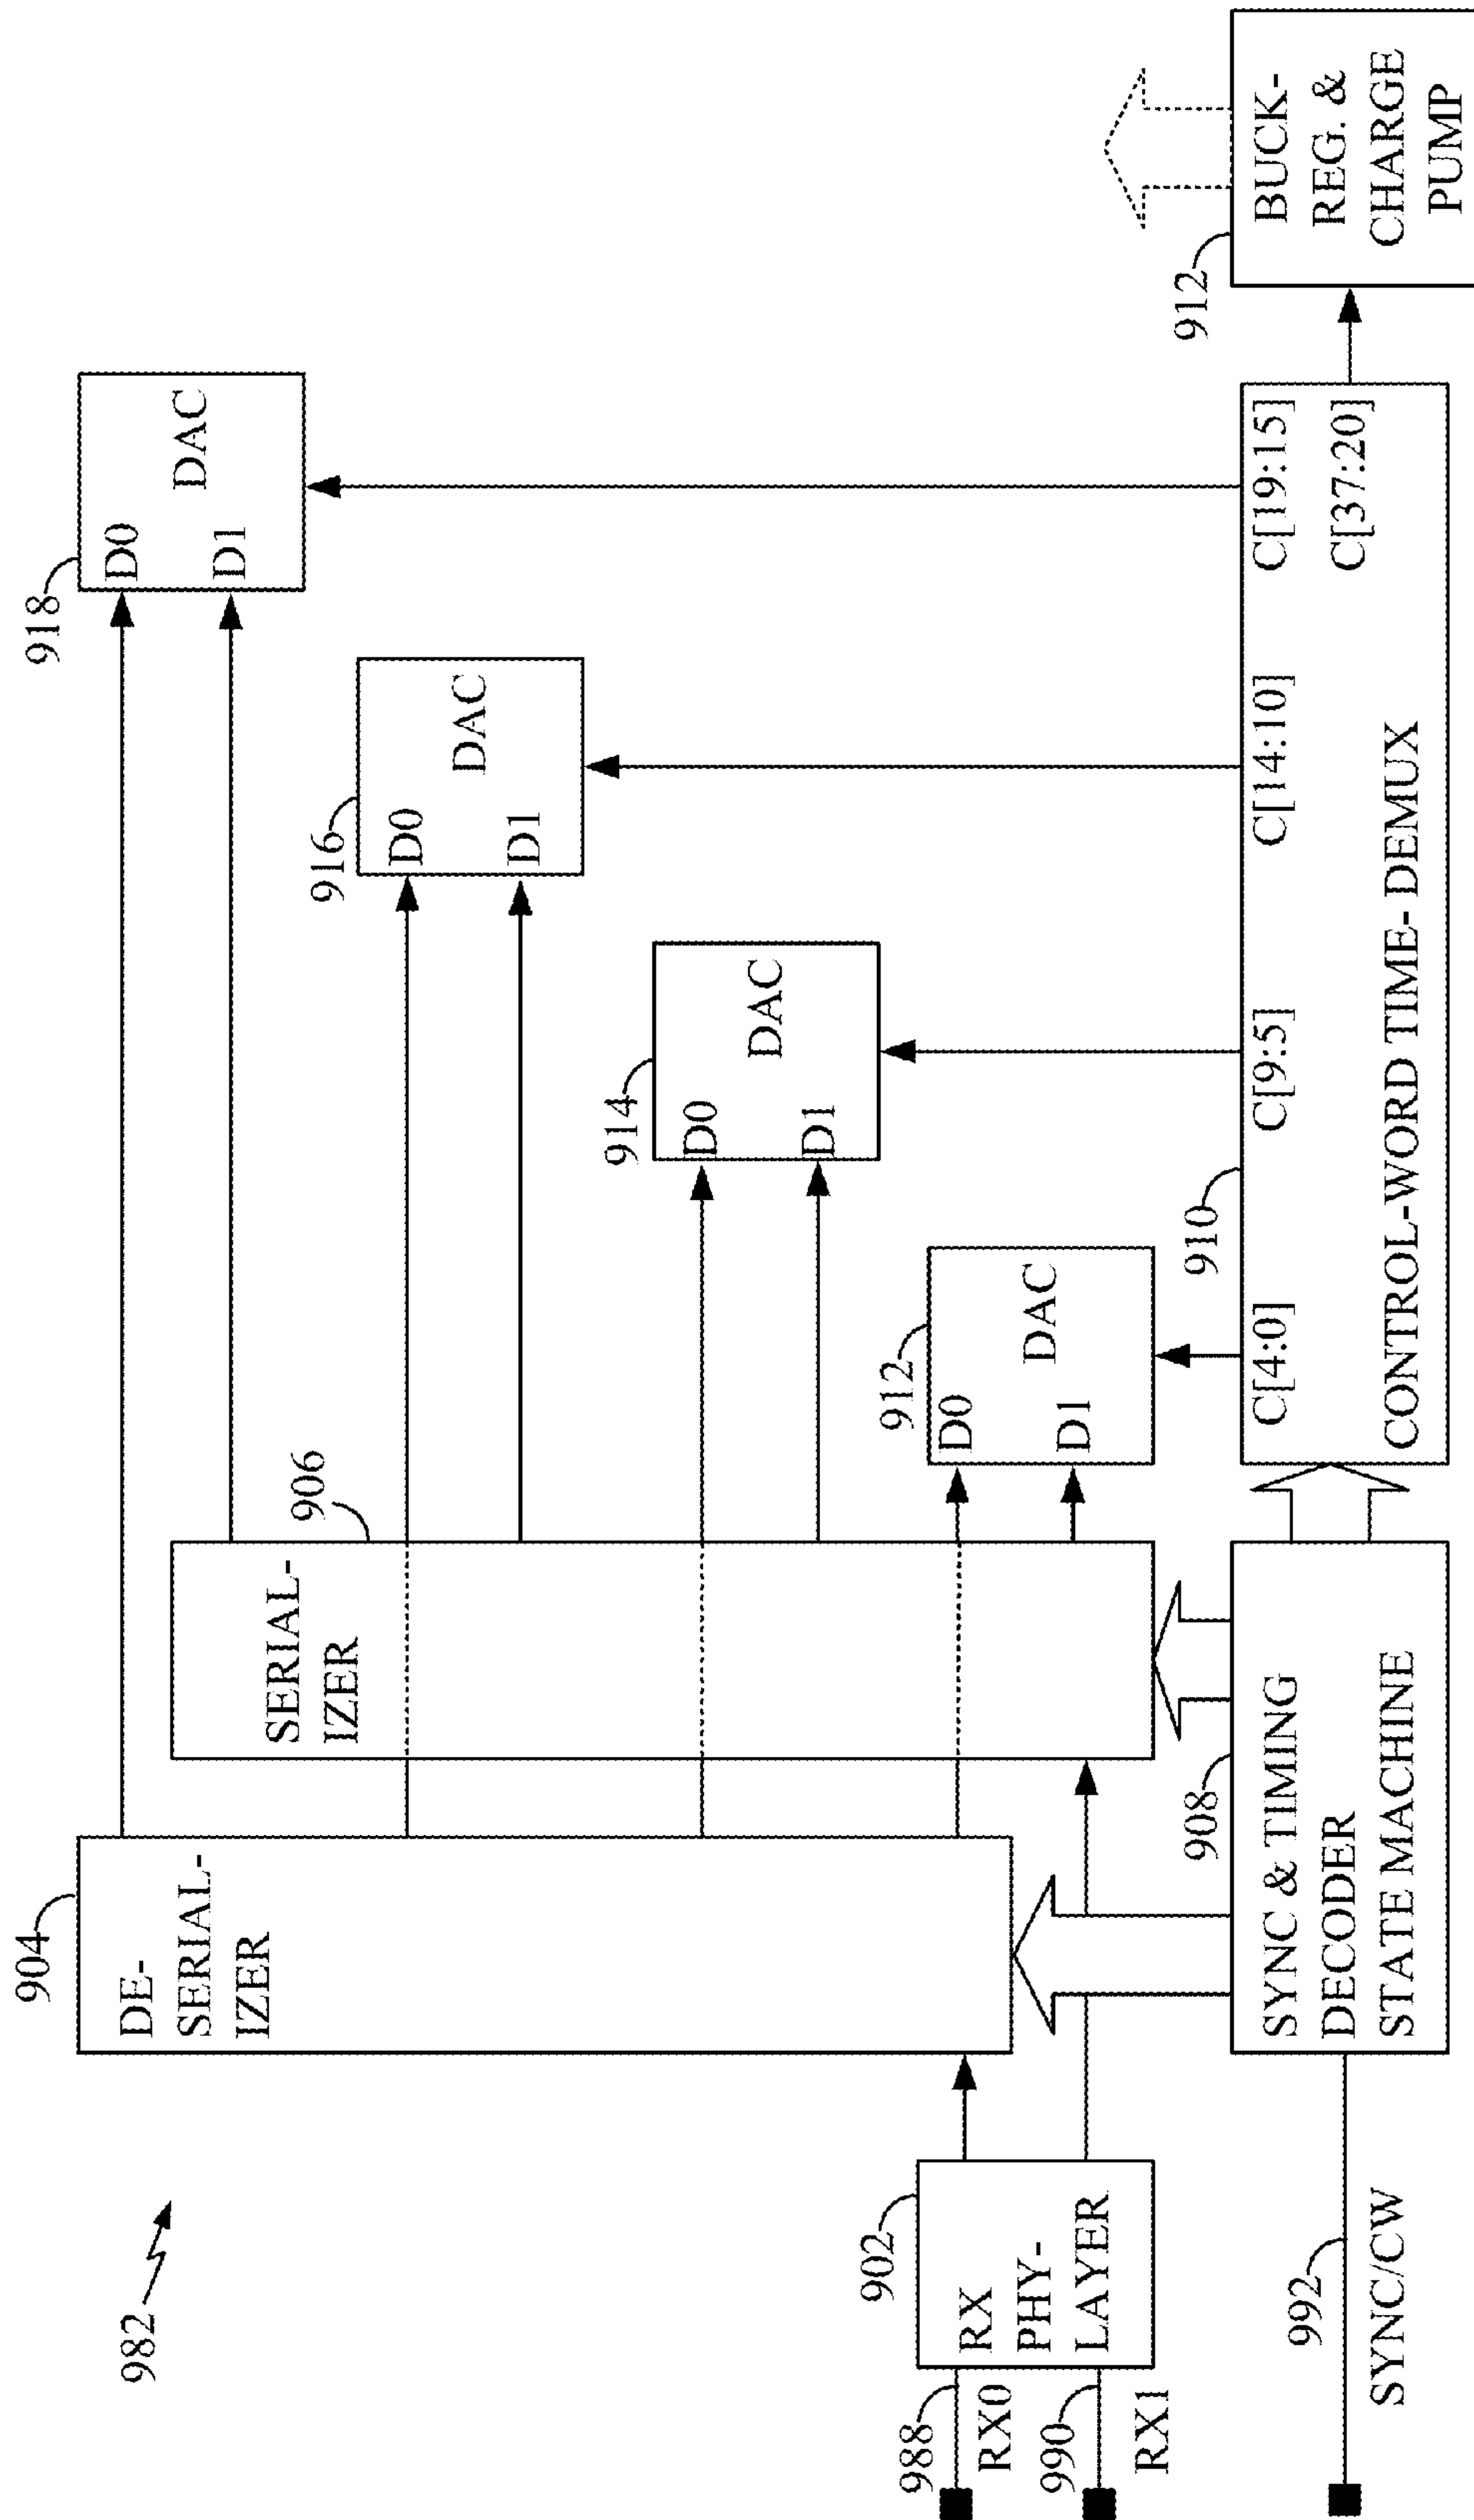 982
988
RX0
990
RX1
992
SYNC/CW
902
RX
PHY-
LAYER
904
DE-
SERIAL-
IZER
906
SERIAL-
IZER
908
SYNC & TIMING
DECODER
STATE MACHINE
912
D0
DAC
D1
914
D0
DAC
D1
916
D0
DAC
D1
918
D0
DAC
D1
910
C[4:0]
C[9:5]
C[14:10]
C[19:15]
C[37:20]
CONTROL-WORD TIME- DEMUX
912
BUCK-
REG. &
CHARGE
PUMP